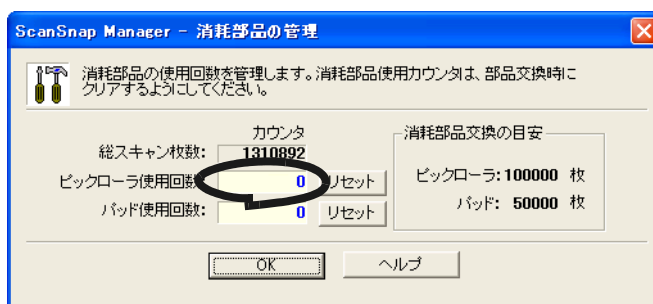 ScanSnap Manager - 消耗部品の管理
消耗部品の使用回数を管理します。消耗部品使用カウンタは、部品交換時に
クリアするようにしてください。
カウンタ
総スキャン枚数: 1310892
ピックローラ使用回数 0 リセット
パッド使用回数: 0 リセット
消耗部品交換の目安
ピックローラ: 100000 枚
パッド: 50000 枚
OK ヘルプ